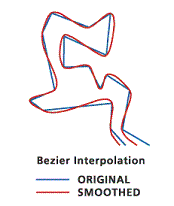 Bezier Interpolation
ORIGINAL
SMOOTHED